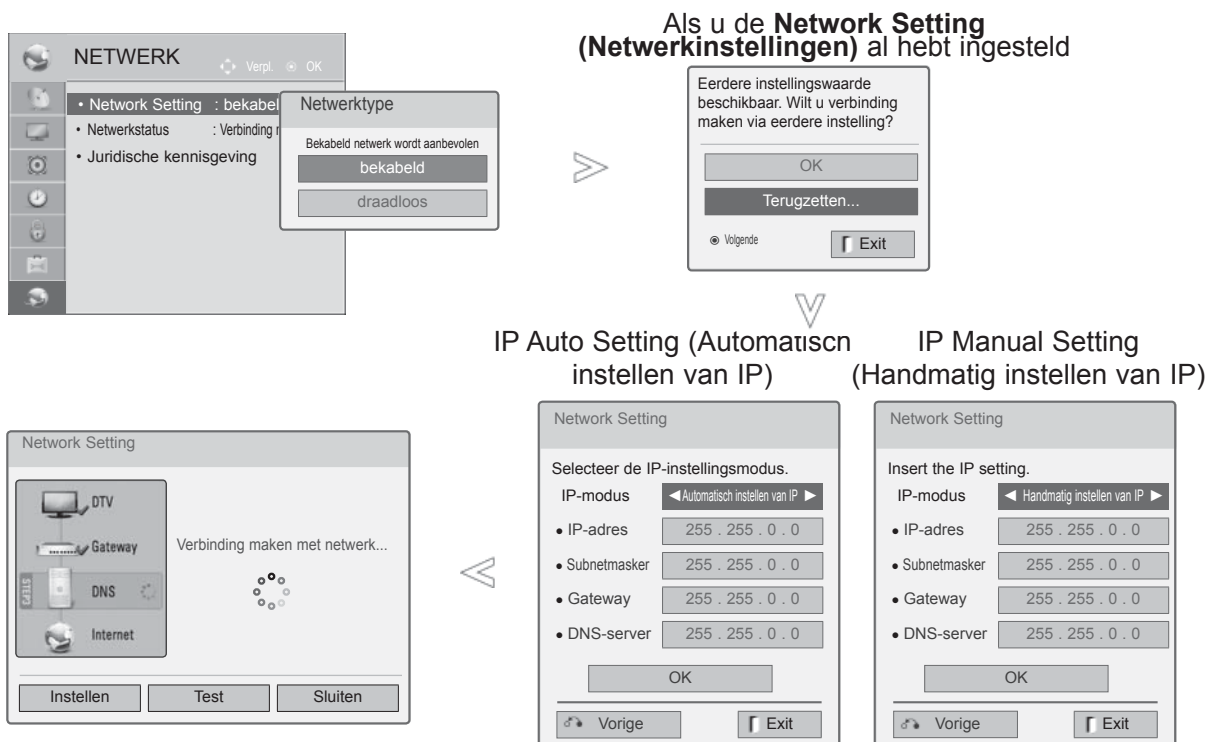 Als u de Network Setting
(Netwerkinstellingen) al hebt ingesteld
NETWERK
Verpl. OK
• Network Setting : bekabel
• Netwerkstatus : Verbinding
• Juridische kennisgeving
Netwerktype
Bekabeld netwerk wordt aanbevolen
bekabeld
draadloos
Eerdere instellingswaarde
beschikbaar. Wilt u verbinding
maken via eerdere instelling?
OK
Terugzetten...
Volgende
Exit
IP Auto Setting (Automatisch
instellen van IP)
IP Manual Setting
(Handmatig instellen van IP)
Network Setting
Selecteer de IP-instellingsmodus.
IP-modus ◀ Automatisch instellen van IP ▶
• IP-adres 255 . 255 . 0 . 0
• Subnetmasker 255 . 255 . 0 . 0
• Gateway 255 . 255 . 0 . 0
• DNS-server 255 . 255 . 0 . 0
OK
Vorige
Exit
Network Setting
Insert the IP setting.
IP-modus ◀ Handmatig instellen van IP ▶
• IP-adres 255 . 255 . 0 . 0
• Subnetmasker 255 . 255 . 0 . 0
• Gateway 255 . 255 . 0 . 0
• DNS-server 255 . 255 . 0 . 0
OK
Vorige
Exit
Network Setting
DTV
Gateway
STEP3
DNS
Internet
Verbinding maken met netwerk...
Instellen
Test
Sluiten